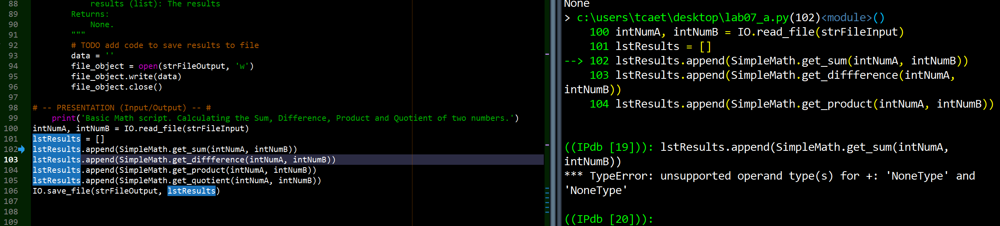 88             results (list): The results
89         Returns:
90             None.
91         """
92         # TODO add code to save results to file
93         data = ''
94         file_object = open(strFileOutput, 'w')
95         file_object.write(data)
96         file_object.close()
97
98 # -- PRESENTATION (Input/Output) -- #
99     print('Basic Math script. Calculating the Sum, Difference, Product and Quotient of two numbers.')
100 intNumA, intNumB = IO.read_file(strFileInput)
101 lstResults = []
102 lstResults.append(SimpleMath.get_sum(intNumA, intNumB))
103 lstResults.append(SimpleMath.get_diffference(intNumA, intNumB))
104 lstResults.append(SimpleMath.get_product(intNumA, intNumB))
105 lstResults.append(SimpleMath.get_quotient(intNumA, intNumB))
106 IO.save_file(strFileOutput, lstResults)
107
108
109
None
> c:\users\tcaet\desktop\lab07_a.py(102)<module>()
    100 intNumA, intNumB = IO.read_file(strFileInput)
    101 lstResults = []
--> 102 lstResults.append(SimpleMath.get_sum(intNumA, intNumB))
    103 lstResults.append(SimpleMath.get_diffference(intNumA,
intNumB))
    104 lstResults.append(SimpleMath.get_product(intNumA, intNumB))
((IPdb [19])): lstResults.append(SimpleMath.get_sum(intNumA,
intNumB))
*** TypeError: unsupported operand type(s) for +: 'NoneType' and
'NoneType'
((IPdb [20])):